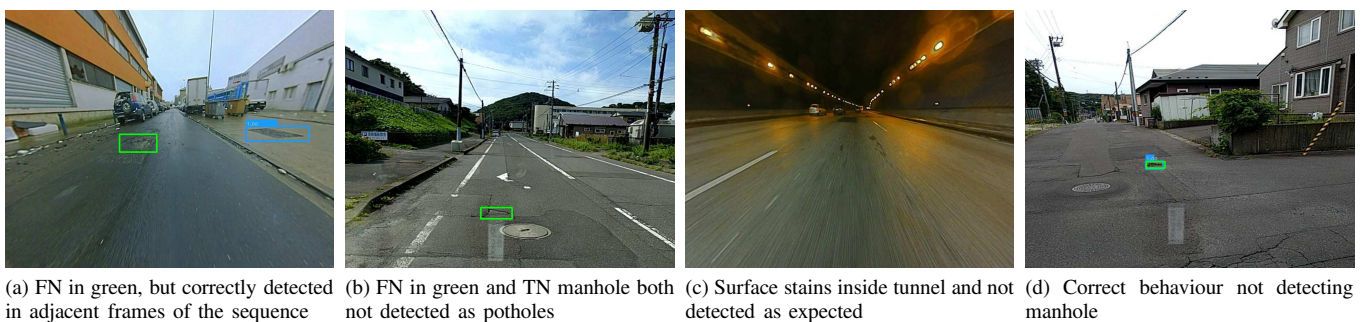 (a) FN in green, but correctly detected
in adjacent frames of the sequence
(b) FN in green and TN manhole both
not detected as potholes
(c) Surface stains inside tunnel and not
detected as expected
(d) Correct behaviour not detecting
manhole